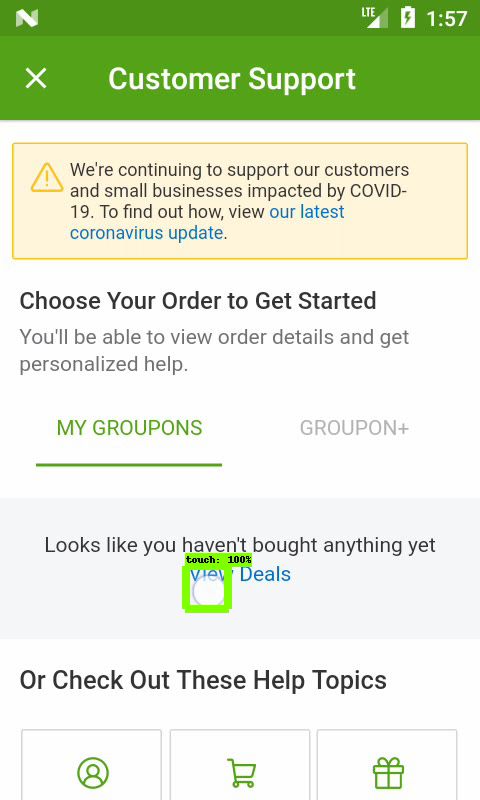 LTE 1:57
Customer Support
We're continuing to support our customers
and small businesses impacted by COVID-
19. To find out how, view our latest
coronavirus update.
Choose Your Order to Get Started
You'll be able to view order details and get
personalized help.
MY GROUPONS GROUPON+
Looks like you haven't bought anything yet
touch: 100%
View Deals
Or Check Out These Help Topics